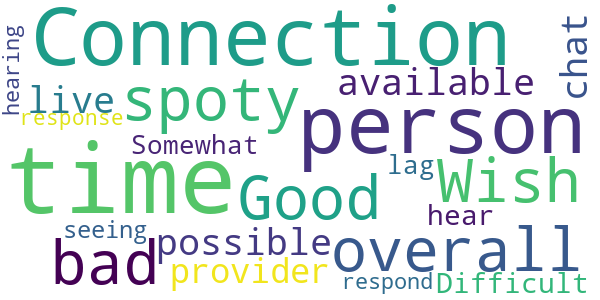 Connection
hearing
chat
available
live
spoty
person
response
Somewhat
time
lag
Wish
Good
hear
seeing
overall
possible
bad
provider
respond
Difficult